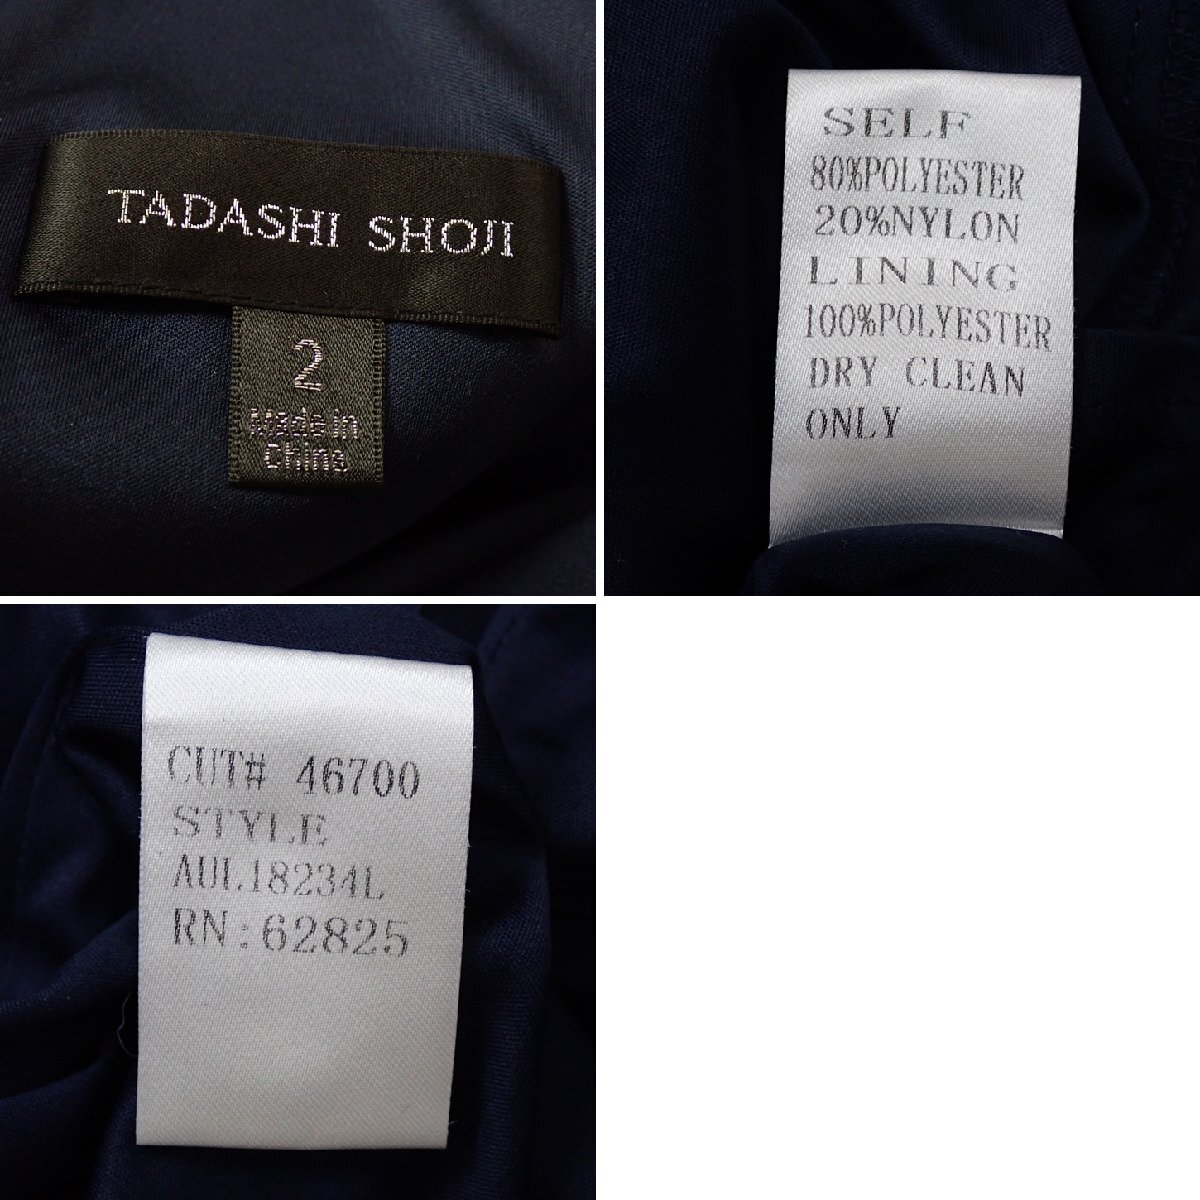 TADASHI SHOJI
2
Made in
China
SELF
80%POLYESTER
20%NYLON
LINING
100%POLYESTER
DRY CLEAN
ONLY
CUT# 46700
STYLE
AUL18234L
RN:62825